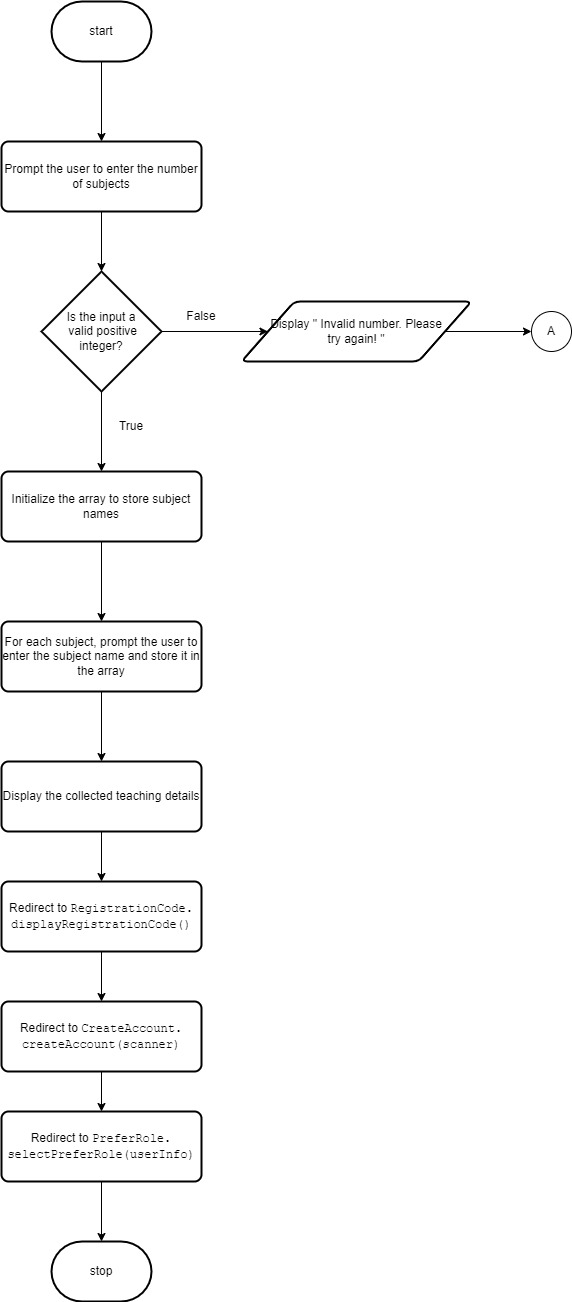 start
Prompt the user to enter the number
of subjects
Is the input a
valid positive
integer?
False
Display " Invalid number. Please
try again! "
A
True
Initialize the array to store subject
names
For each subject, prompt the user to
enter the subject name and store it in
the array
Display the collected teaching details
Redirect to RegistrationCode.
displayRegistrationCode()
Redirect to CreateAccount.
createAccount(scanner)
Redirect to PreferRole.
selectPreferRole(userInfo)
stop